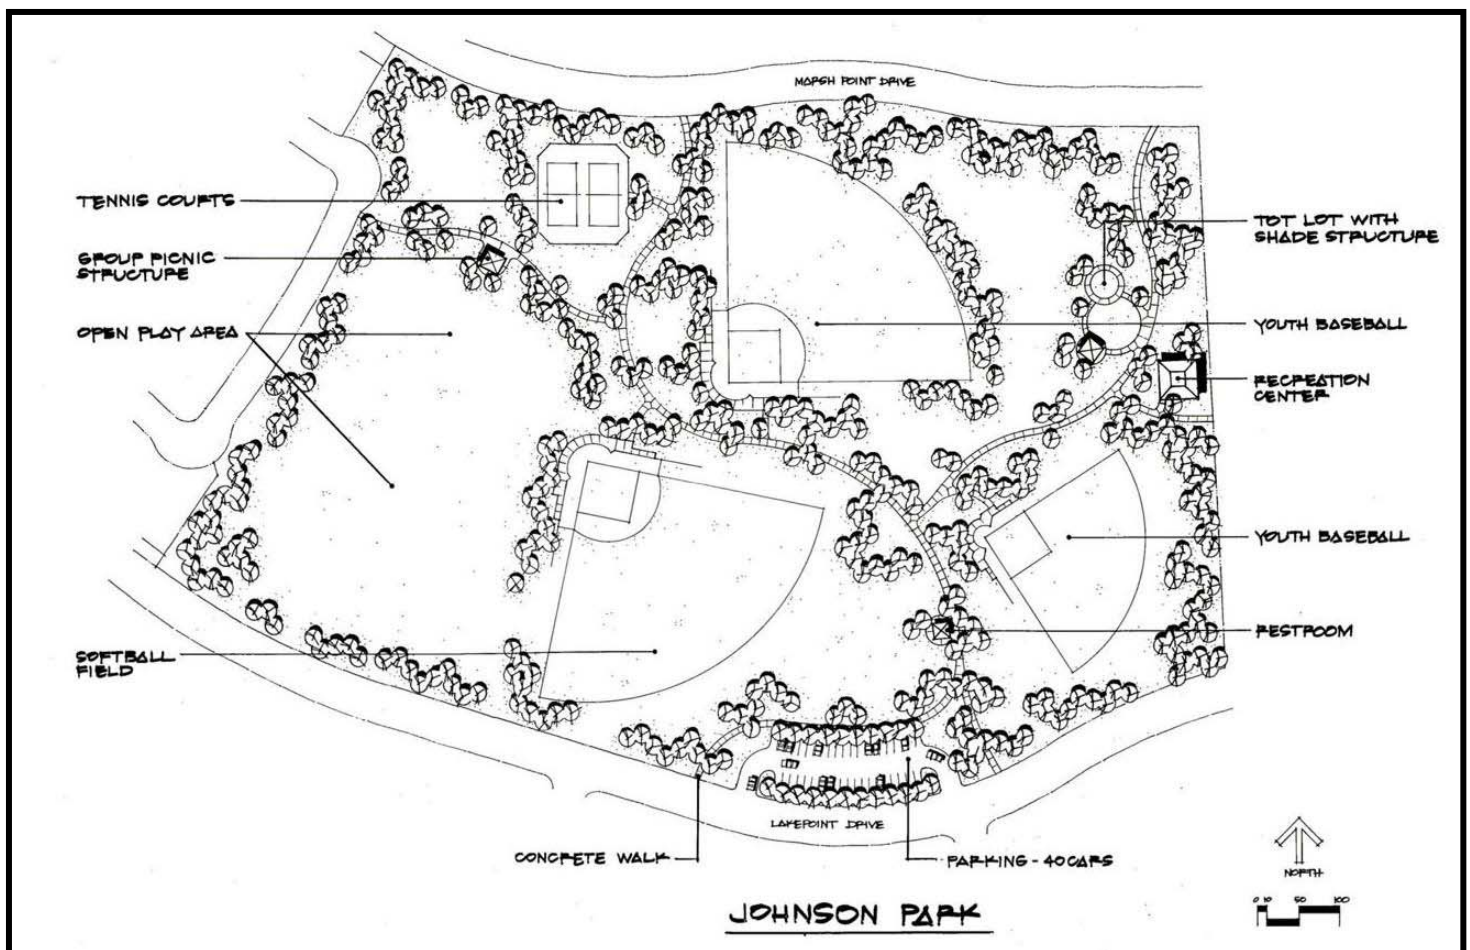 MARSH POINT DRIVE
TENNIS COURTS
GROUP PICNIC
STRUCTURE
OPEN PLAY AREA
SOFTBALL
FIELD
TOT LOT WITH
SHADE STRUCTURE
YOUTH BASEBALL
RECREATION
CENTER
YOUTH BASEBALL
RESTROOM
LAKEPOINT DRIVE
CONCRETE WALK
PARKING - 40 CARS
NORTH
0 10 50 100
JOHNSON PARK